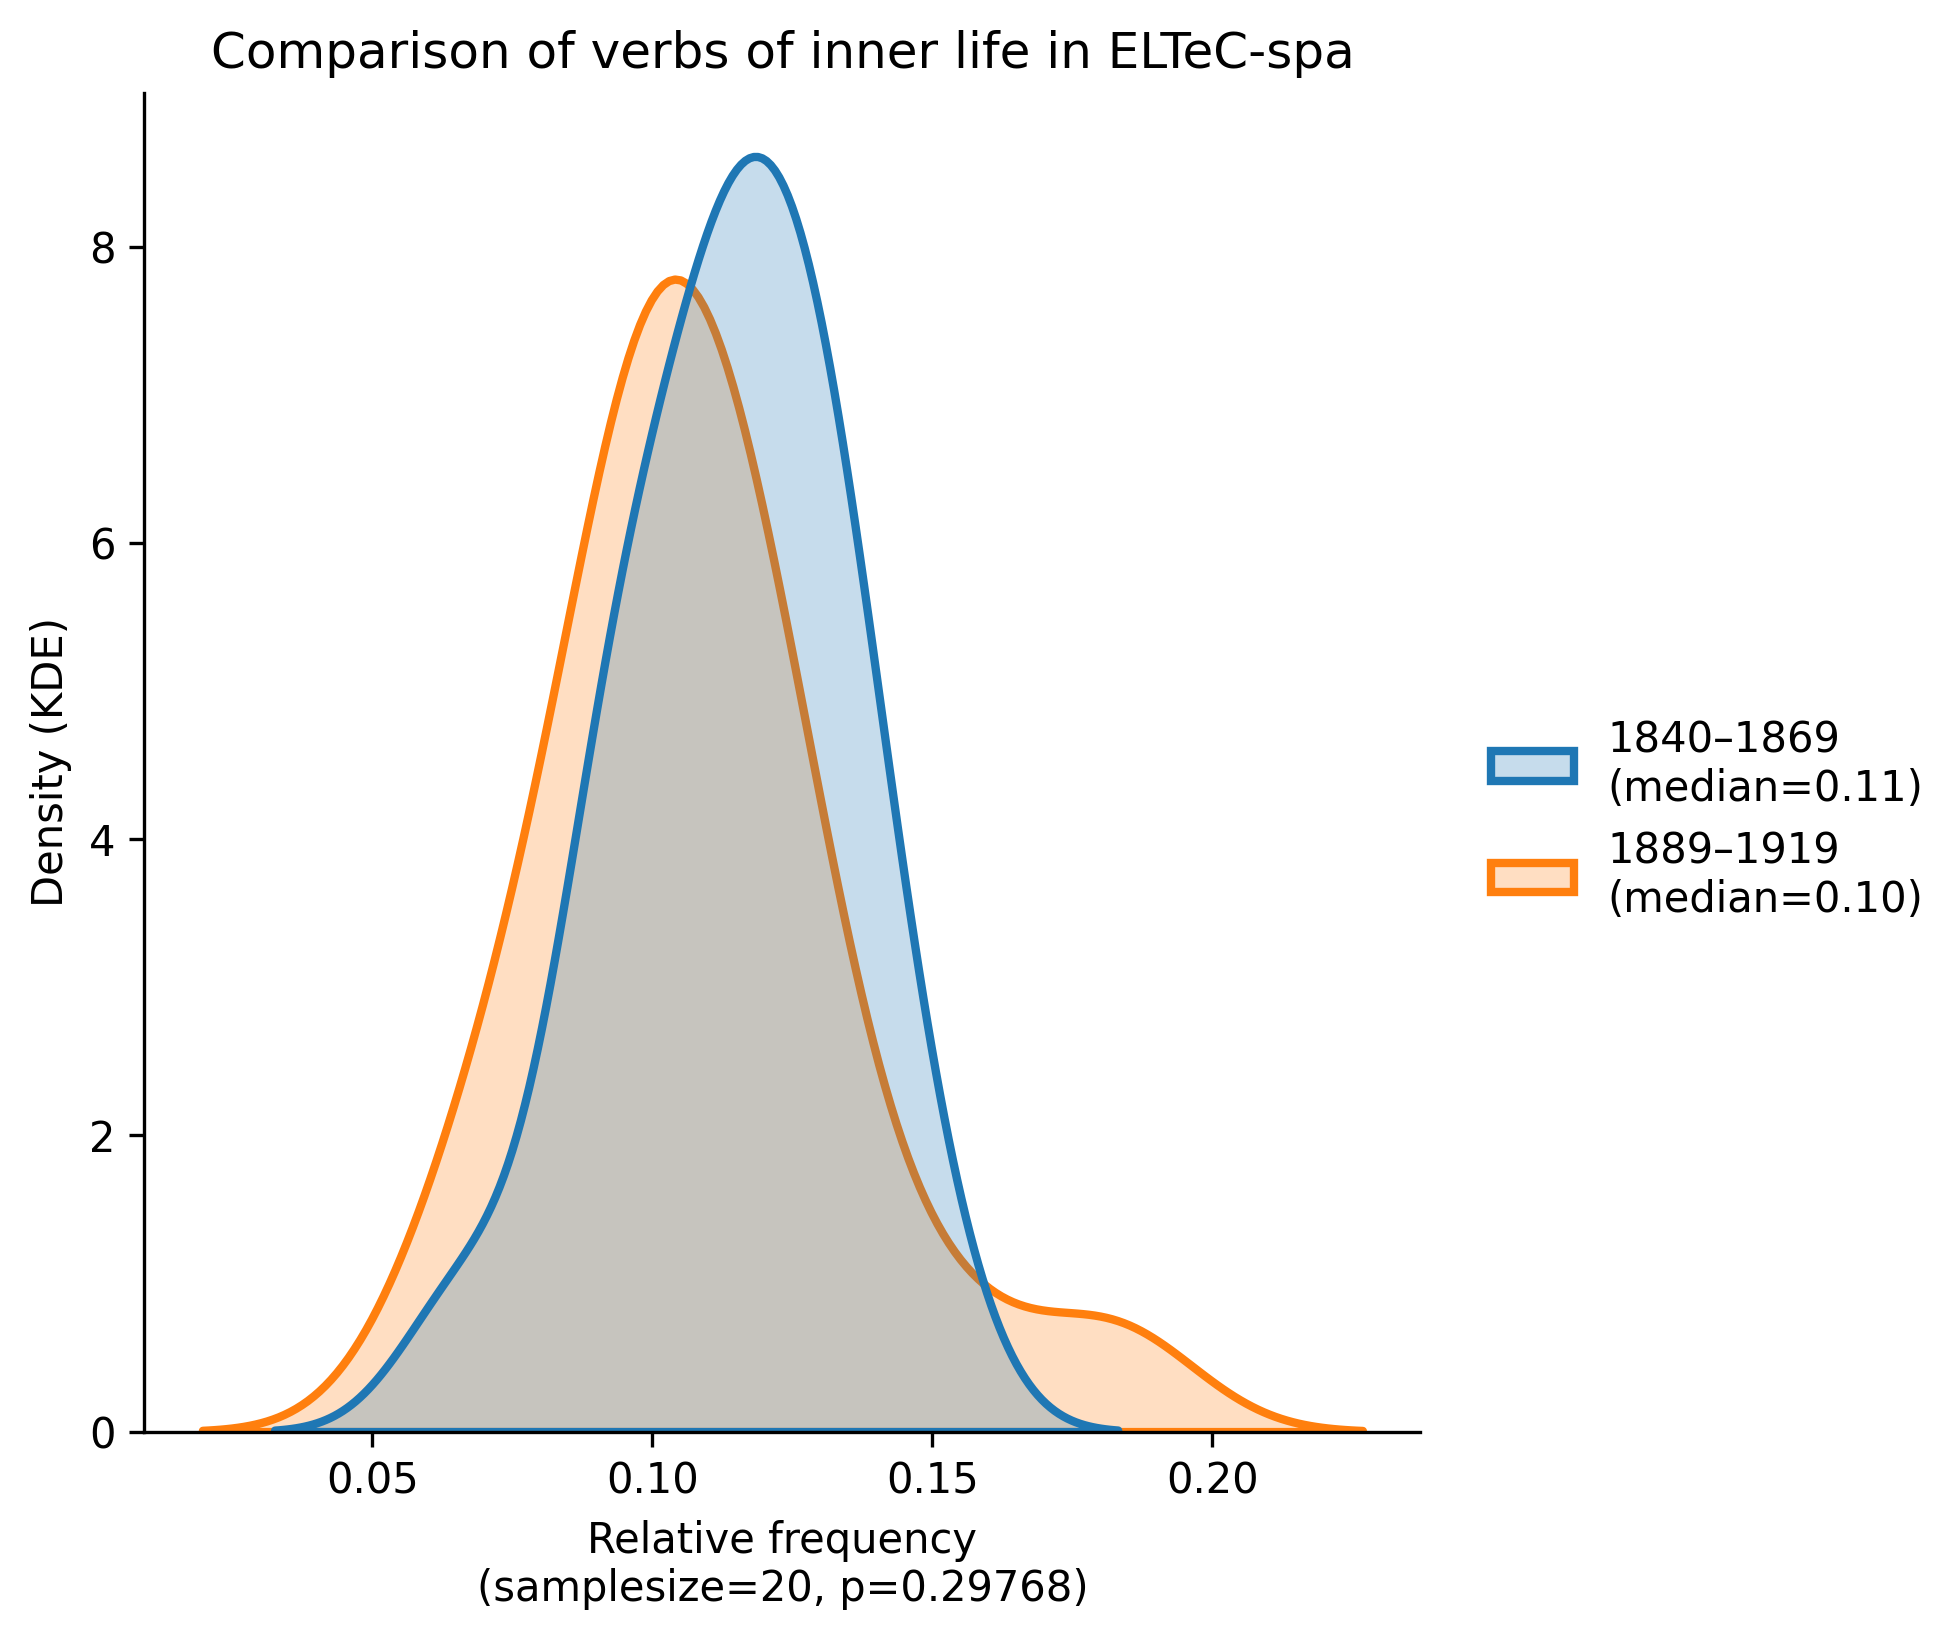 Comparison of verbs of inner life in ELTeC-spa
Density (KDE)
8
6
4
2
0
0.05
0.10
0.15
0.20
Relative frequency
(samplesize=20, p=0.29768)
1840–1869
(median=0.11)
1889–1919
(median=0.10)